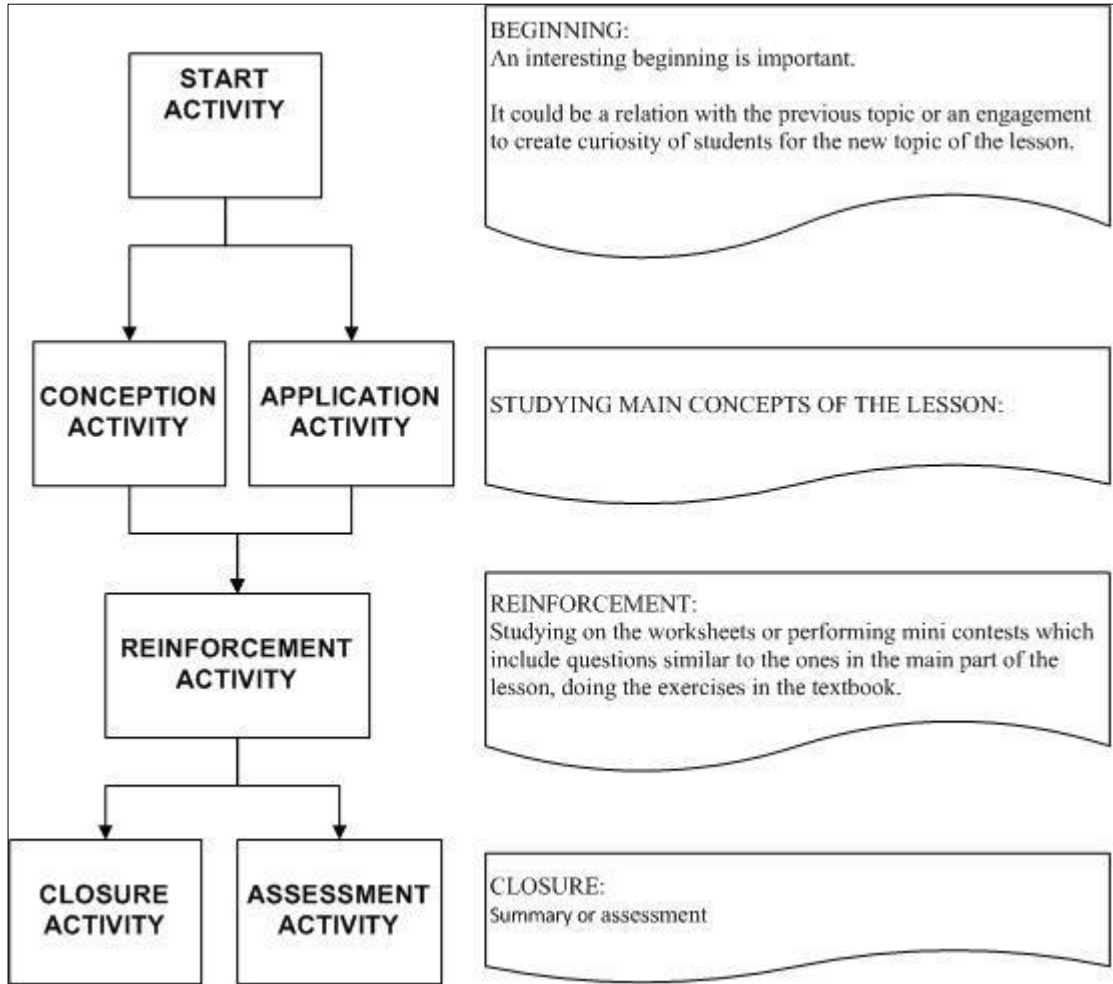 START
ACTIVITY
BEGINNING:
An interesting beginning is important.
It could be a relation with the previous topic or an engagement
to create curiosity of students for the new topic of the lesson.
CONCEPTION
ACTIVITY
APPLICATION
ACTIVITY
STUDYING MAIN CONCEPTS OF THE LESSON:
REINFORCEMENT
ACTIVITY
REINFORCEMENT:
Studying on the worksheets or performing mini contests which
include questions similar to the ones in the main part of the
lesson, doing the exercises in the textbook.
CLOSURE
ACTIVITY
ASSESSMENT
ACTIVITY
CLOSURE:
Summary or assessment